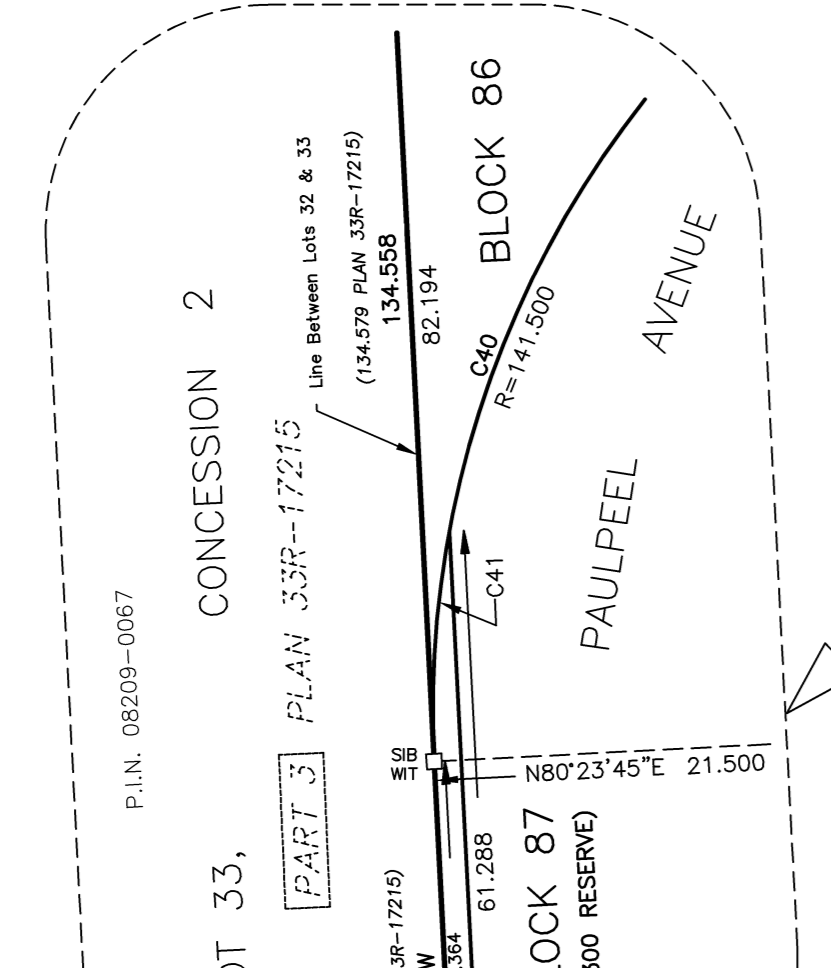 Line Between Lots 32 & 33
(134.579 PLAN 33R-17215)
134.558
82.194
BLOCK 86
C40
R=141.500
AVENUE
PAULPEEL
CONCESSION 2
P.I.N. 08209-0067
PART 3 PLAN 33R-17215
C41
SIB
WIT
N80°23'45"E 21.500
61.288
33,
87
RESERVE)